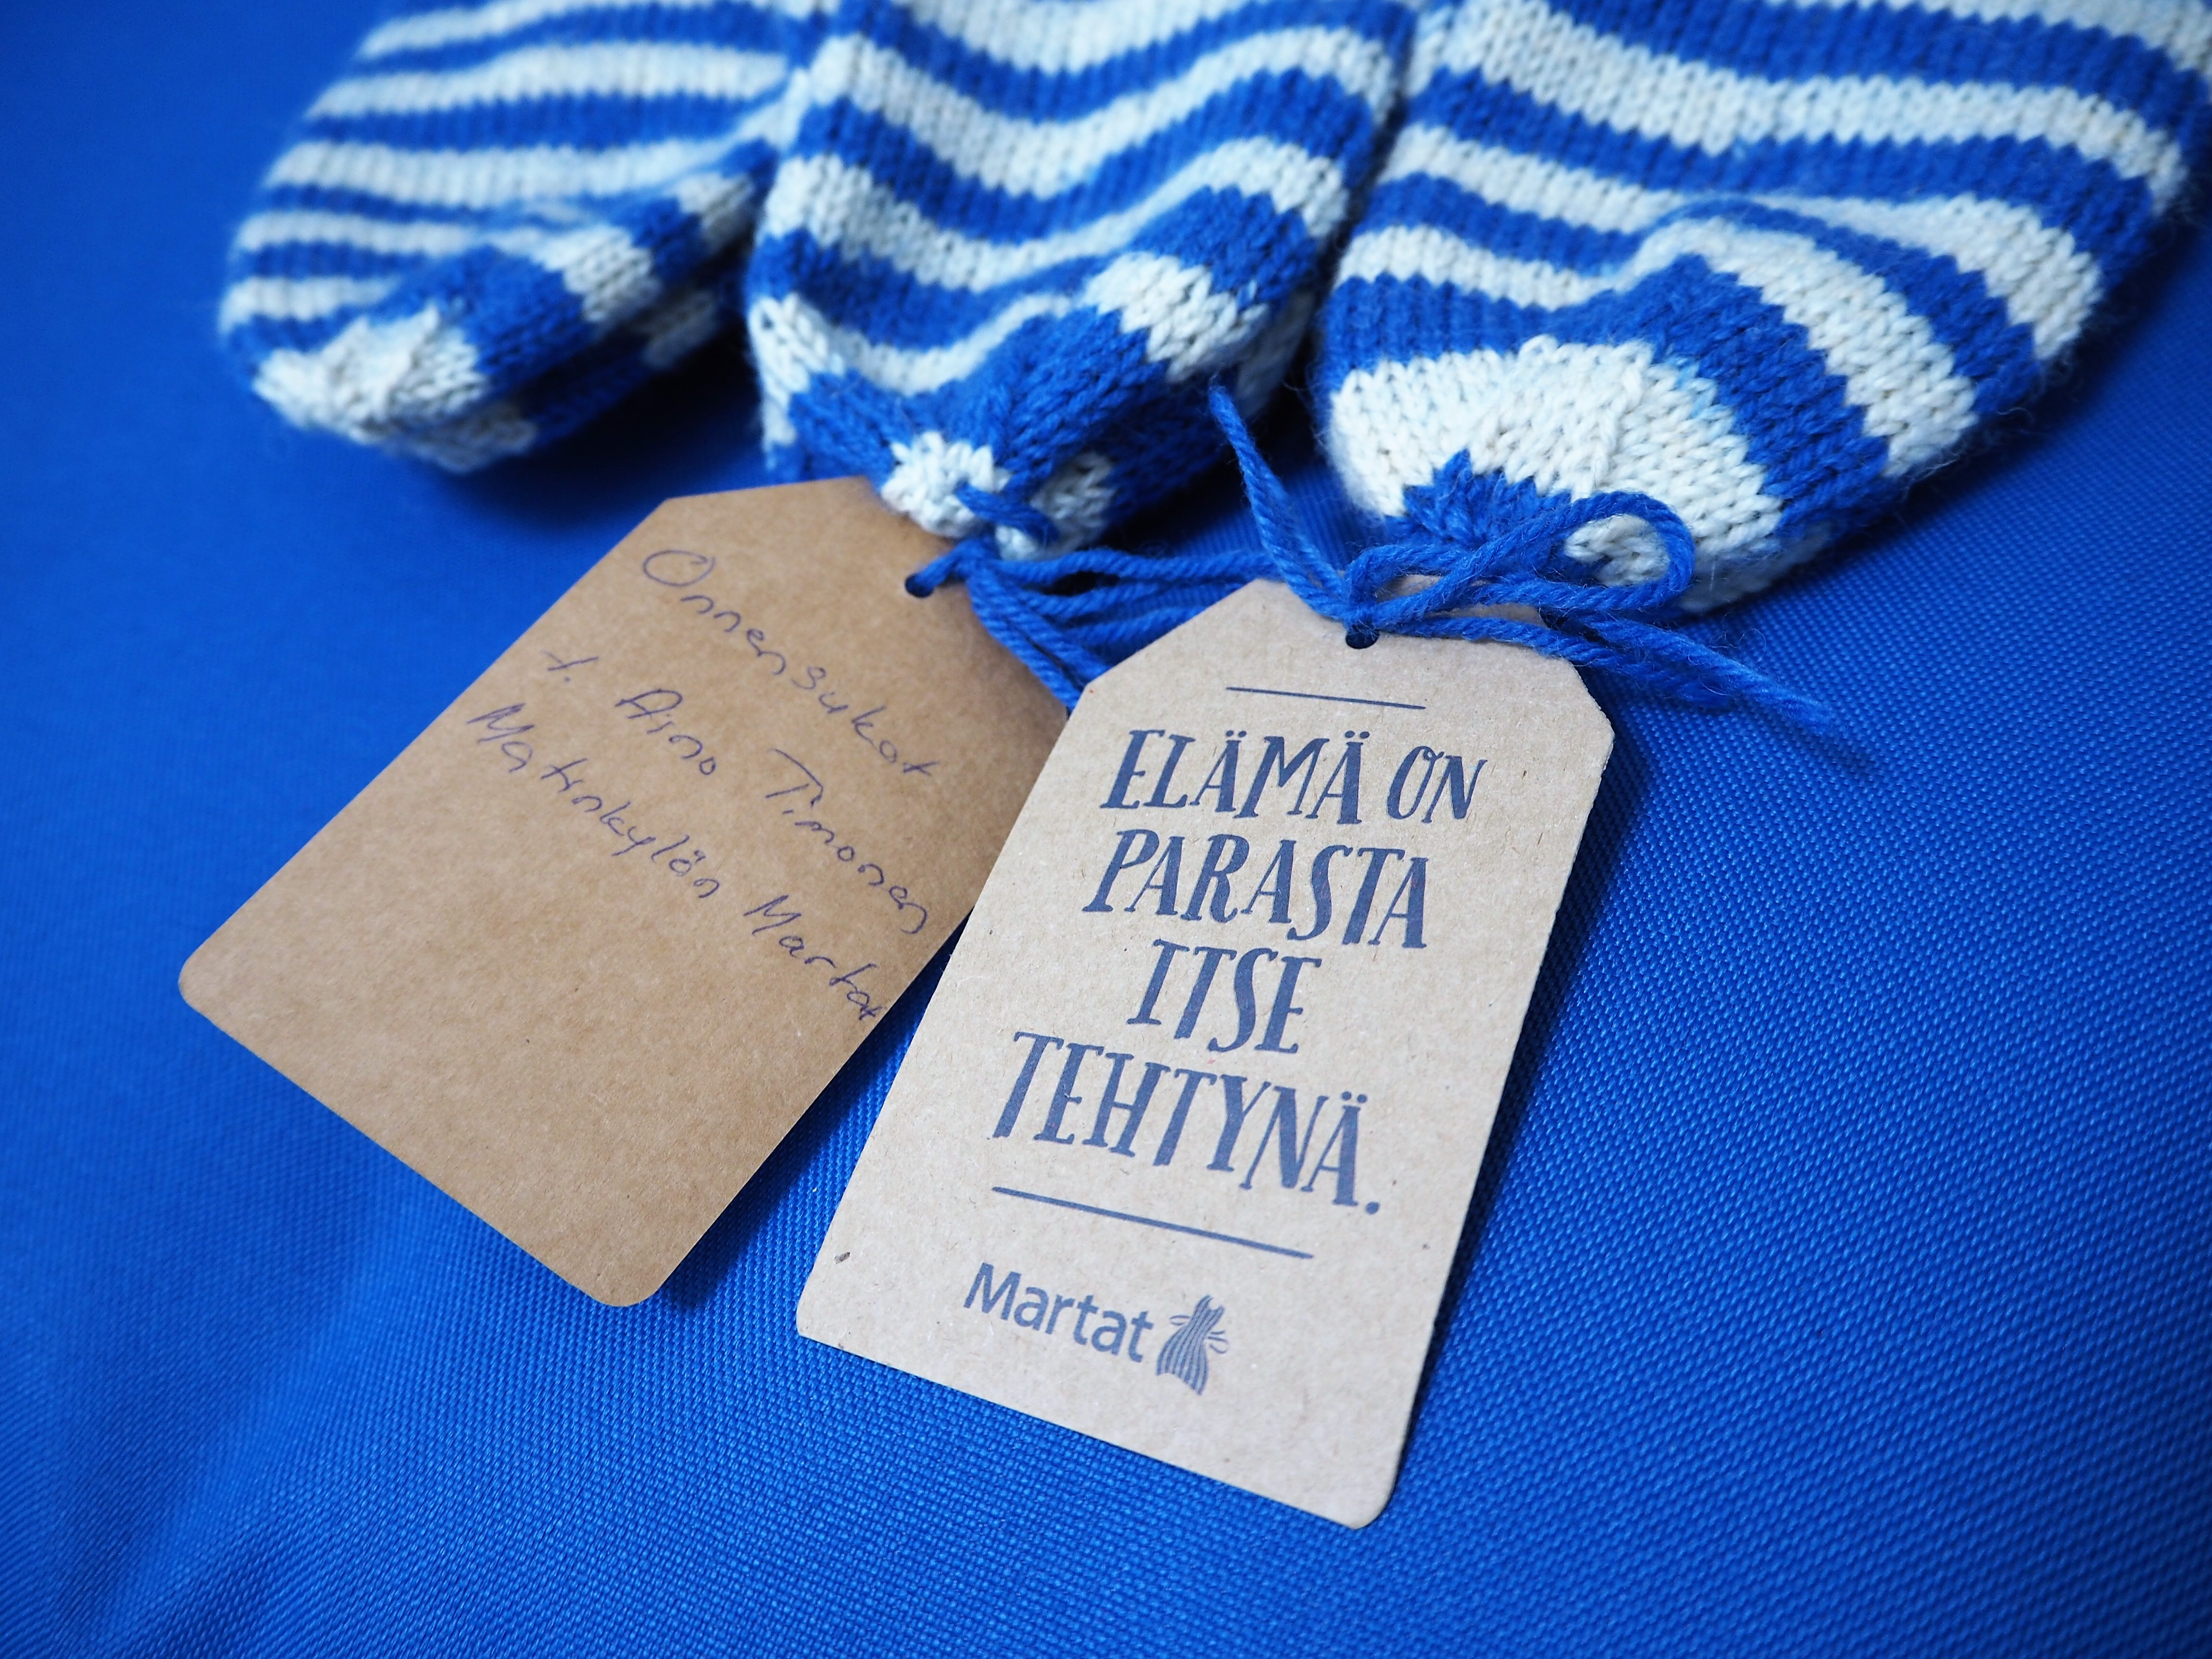 Onnensukat
t. Aino Timonen
Matinkylän Martat
ELÄMÄ ON
PARASTA
ITSE
TEHTYNÄ.
Martat